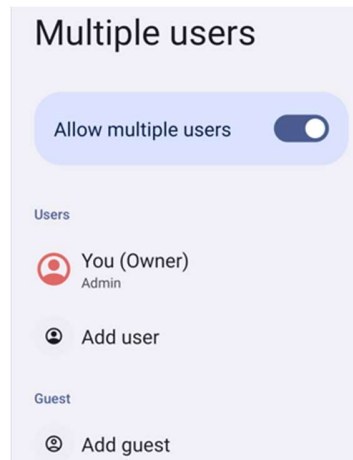 Multiple users
Allow multiple users
Users
You (Owner)
Admin
Add user
Guest
Add guest